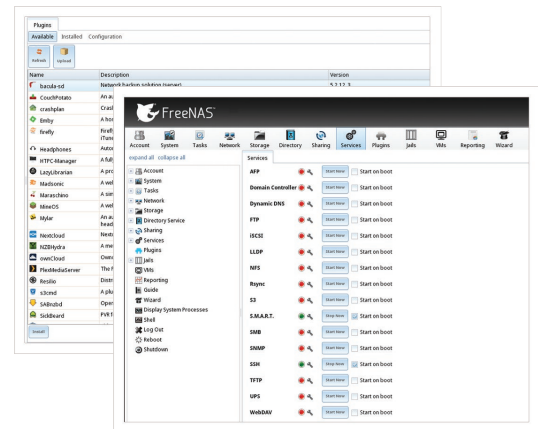 Plugins
Available Installed Configuration
Refresh Upload
Name Description Version
bacula-sd Network backup solution (server) 5.2.12_3
CouchPotato An au
crashplan Crash
Emby A ho
firefly Firefl
(iTune
Headphones Autor
HTPC-Manager A fully
LazyLibrarian A pro
Madsonic A wel
Maraschino A sim
MineOS A wel
Mylar An au
head
Nextcloud Nextc
NZBHydra A me
ownCloud Ownc
PlexMediaServer The P
Resilio Distri
s3cmd A plu
SABnzbd Open
SickBeard PVR f
Install
FreeNAS
Account System Tasks Network Storage Directory Sharing Services Plugins Jails VMs Reporting Wizard
expand all collapse all
Account
System
Tasks
Network
Storage
Directory Service
Sharing
Services
Plugins
Jails
VMs
Reporting
Guide
Wizard
Display System Processes
Shell
Log Out
Reboot
Shutdown
Services
AFP Start Now Start on boot
Domain Controller Start Now Start on boot
Dynamic DNS Start Now Start on boot
FTP Start Now Start on boot
iSCSI Start Now Start on boot
LLDP Start Now Start on boot
NFS Start Now Start on boot
Rsync Start Now Start on boot
S3 Start Now Start on boot
S.M.A.R.T. Stop Now Start on boot
SMB Start Now Start on boot
SNMP Start Now Start on boot
SSH Stop Now Start on boot
TFTP Start Now Start on boot
UPS Start Now Start on boot
WebDAV Start Now Start on boot